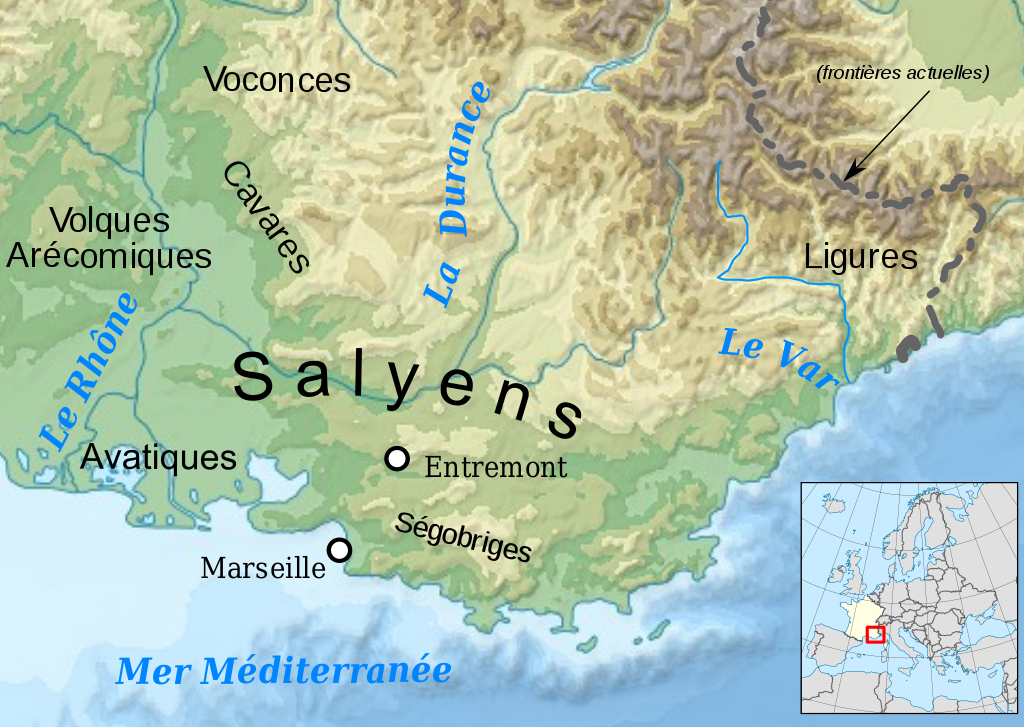 (frontières actuelles)
Voconces
La Durance
Cavares
Volques
Arécomiques
Ligures
Le Rhône
Le Var
Salyens
Avatiques
Entremont
Ségobriges
Marseille
Mer Méditerranée